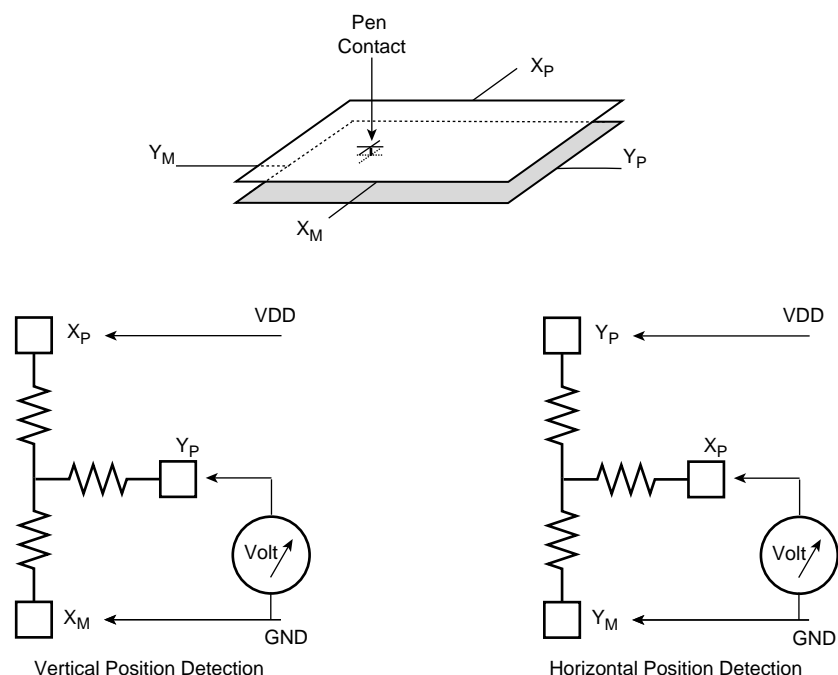 Pen
Contact
X_P
Y_M
Y_P
X_M
VDD
X_P
Y_P
Volt
X_M
GND
Vertical Position Detection
VDD
Y_P
X_P
Volt
Y_M
GND
Horizontal Position Detection